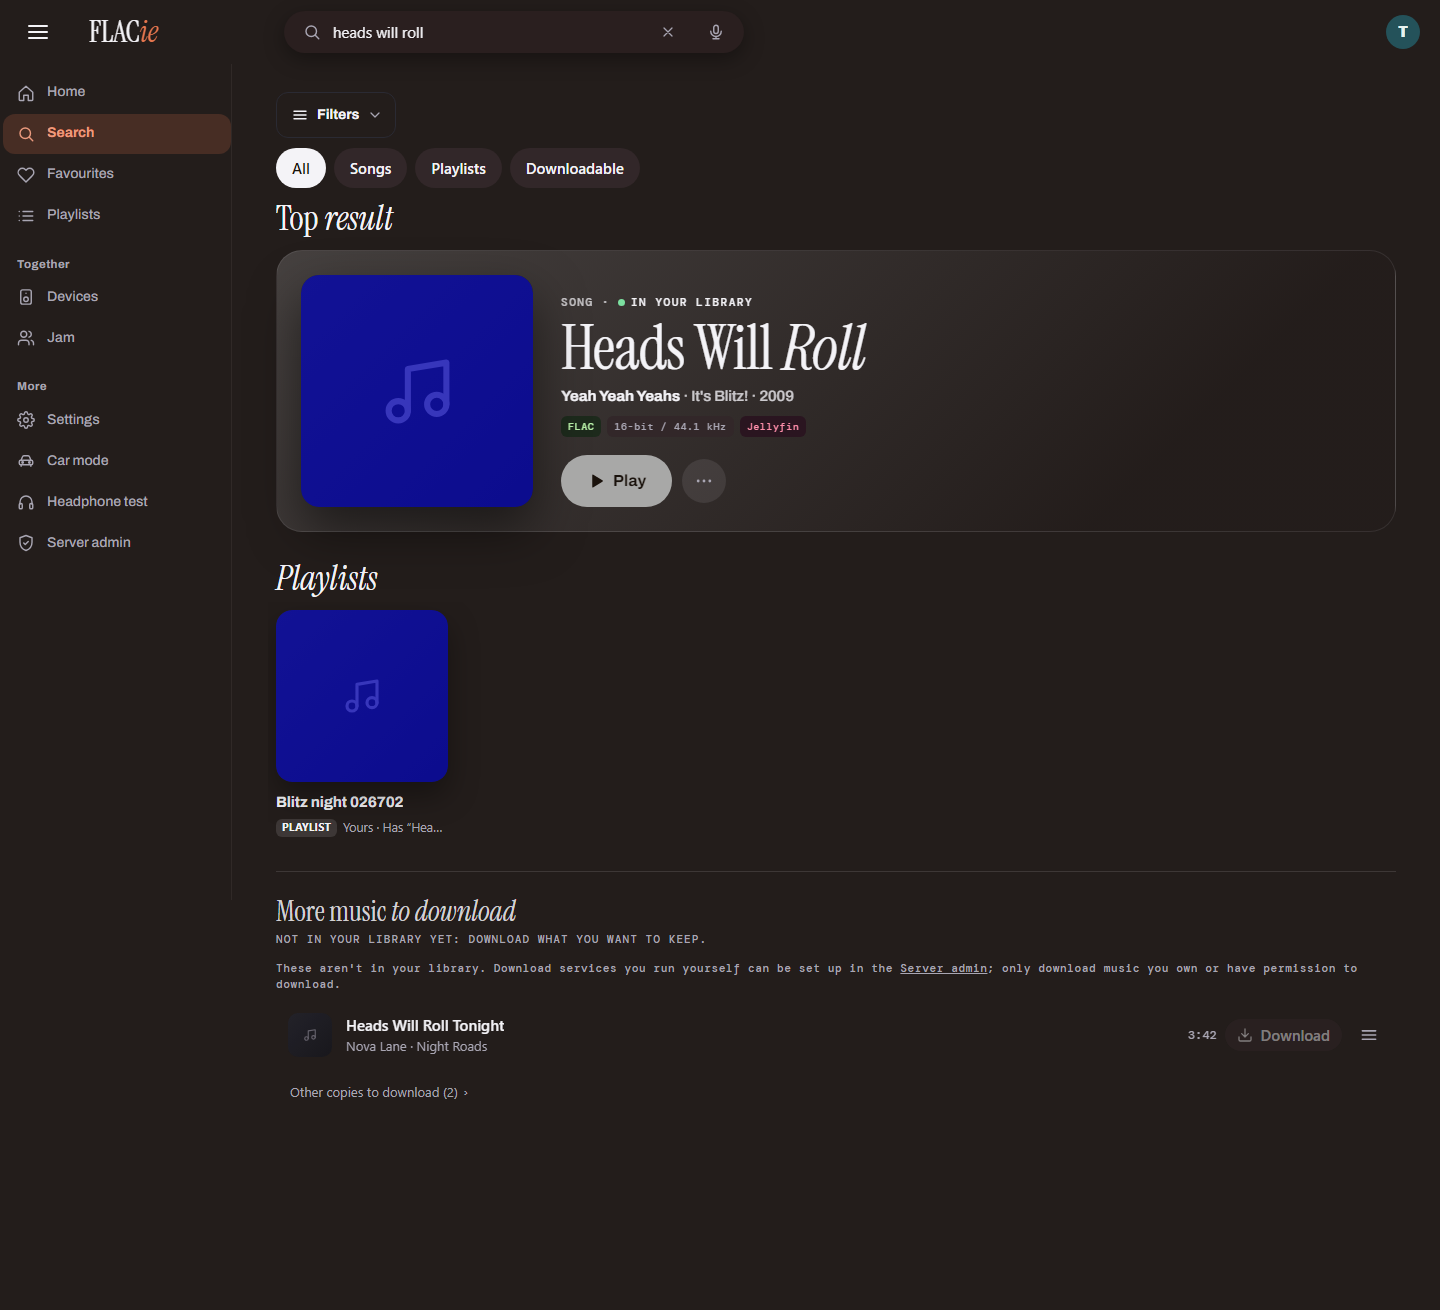 FLACie
heads will roll
T
Home
Search
Favourites
Playlists
Together
Devices
Jam
More
Settings
Car mode
Headphone test
Server admin
Filters
All
Songs
Playlists
Downloadable
Top result
SONG · IN YOUR LIBRARY
Heads Will Roll
Yeah Yeah Yeahs · It's Blitz! · 2009
FLAC 16-bit / 44.1 kHz Jellyfin
Play
Playlists
Blitz night 026702
PLAYLIST Yours · Has “Hea...
More music to download
NOT IN YOUR LIBRARY YET: DOWNLOAD WHAT YOU WANT TO KEEP.
These aren't in your library. Download services you run yourself can be set up in the Server admin; only download music you own or have permission to
download.
Heads Will Roll Tonight
Nova Lane · Night Roads
3:42 Download
Other copies to download (2) ›